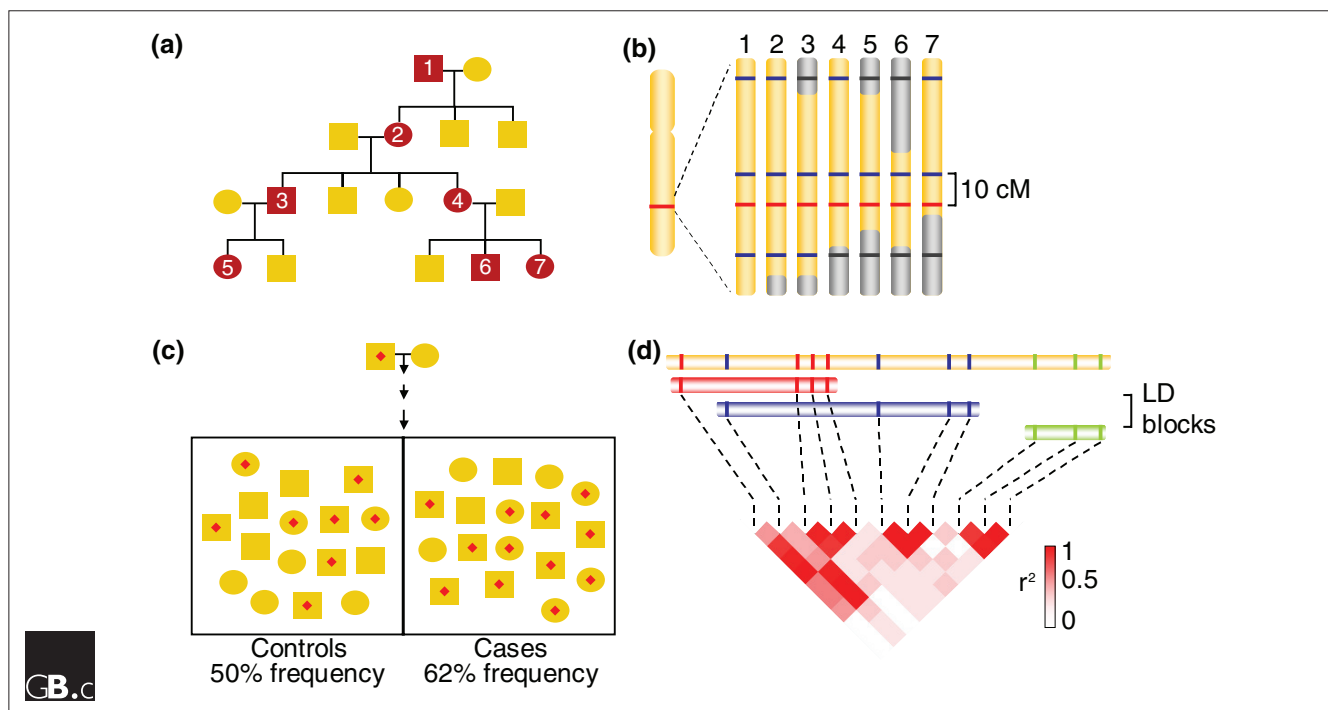 (a)
1
2
3
4
5
6
7
(b)
1 2 3 4 5 6 7
10 cM
(c)
Controls
50% frequency
Cases
62% frequency
(d)
LD
blocks
r²
1
0.5
0
GB.c